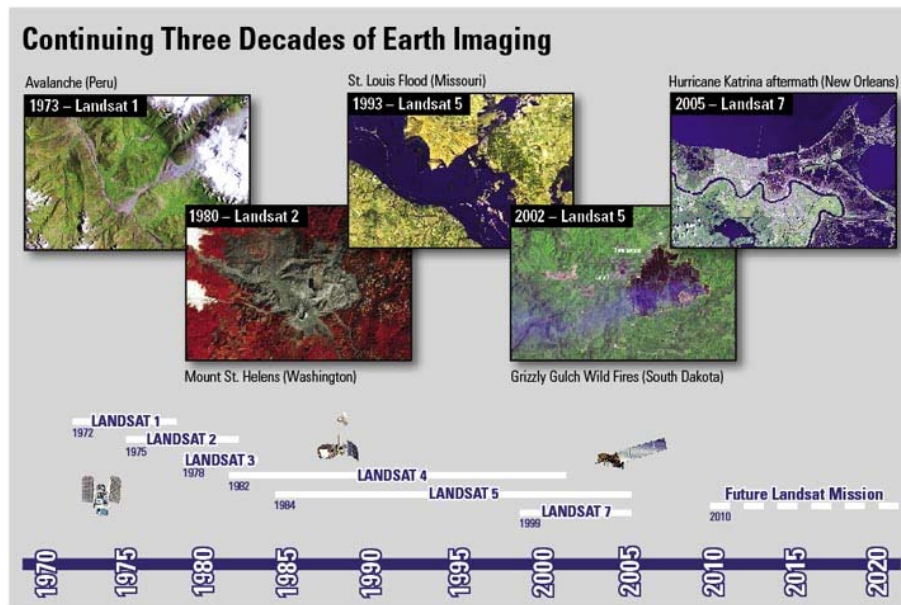 Continuing Three Decades of Earth Imaging
Avalanche (Peru)
1973 – Landsat 1
St. Louis Flood (Missouri)
1993 – Landsat 5
Hurricane Katrina aftermath (New Orleans)
2005 – Landsat 7
1980 – Landsat 2
Mount St. Helens (Washington)
2002 – Landsat 5
Grizzly Gulch Wild Fires (South Dakota)
LANDSAT 1
1972
LANDSAT 2
1975
LANDSAT 3
1978
LANDSAT 4
1982
LANDSAT 5
1984
LANDSAT 7
1999
Future Landsat Mission
2010
1970 1975 1980 1985 1990 1995 2000 2005 2010 2015 2020